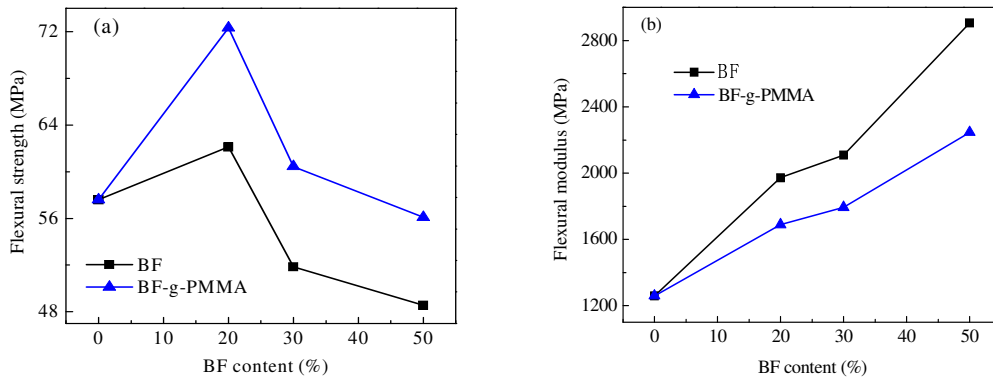 (a)
Flexural strength (MPa)
72
64
56
48
BF
BF-g-PMMA
0 10 20 30 40 50
BF content (%)
(b)
Flexural modulus (MPa)
2800
2400
2000
1600
1200
BF
BF-g-PMMA
0 10 20 30 40 50
BF content (%)